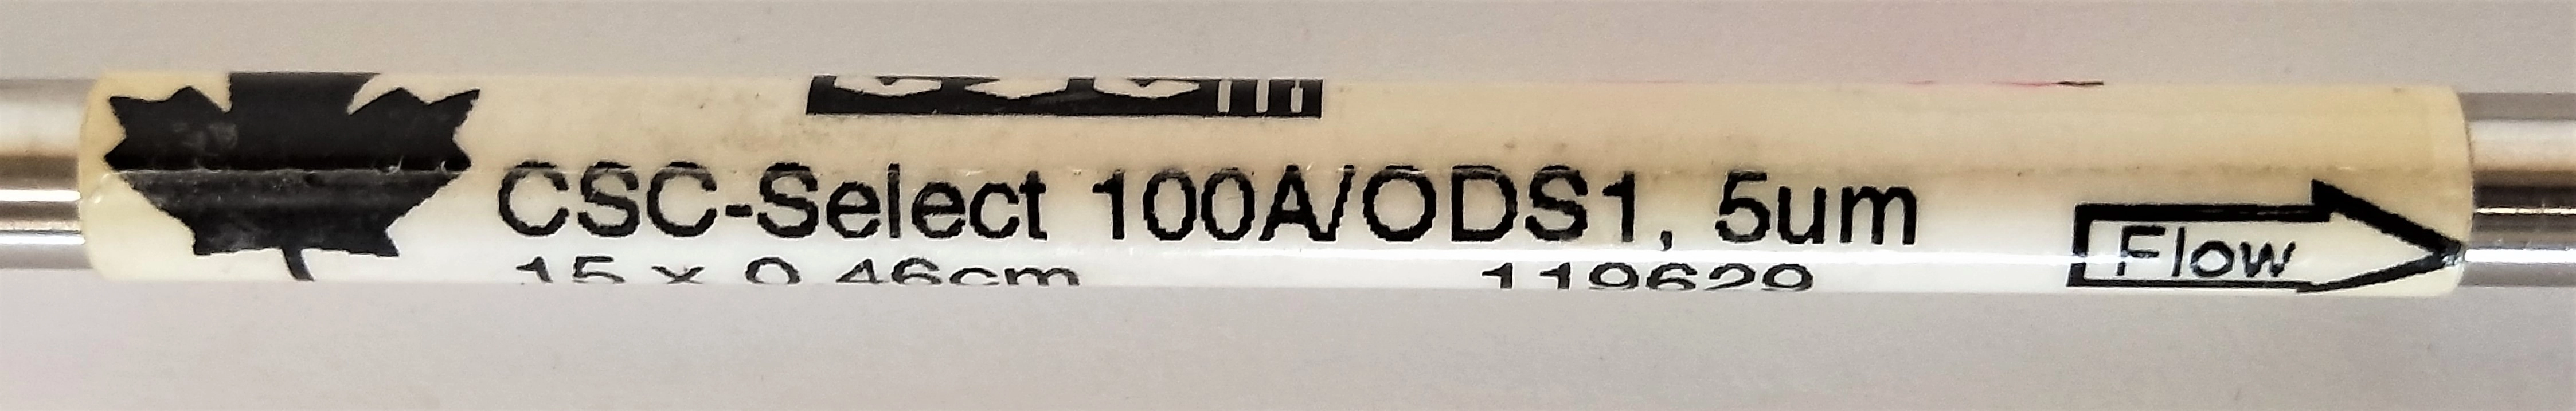 CSC-Select 100A/ODS1, 5um
15 x 0.46cm 119629
Flow